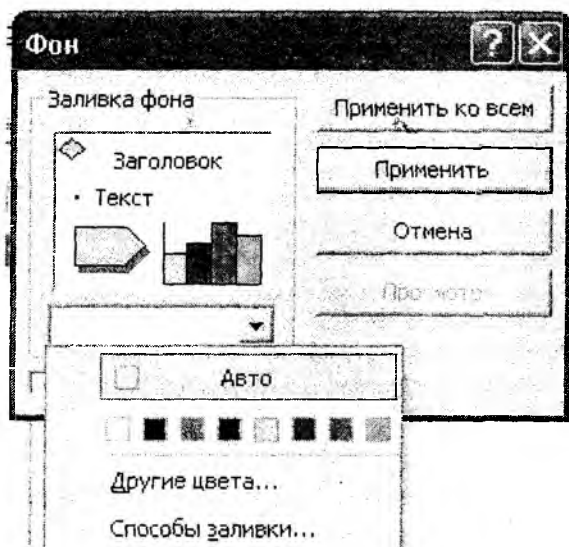 Фон
Заливка фона
Заголовок
• Текст
Применить ко всем
Применить
Отмена
Авто
Другие цвета...
Способы заливки...